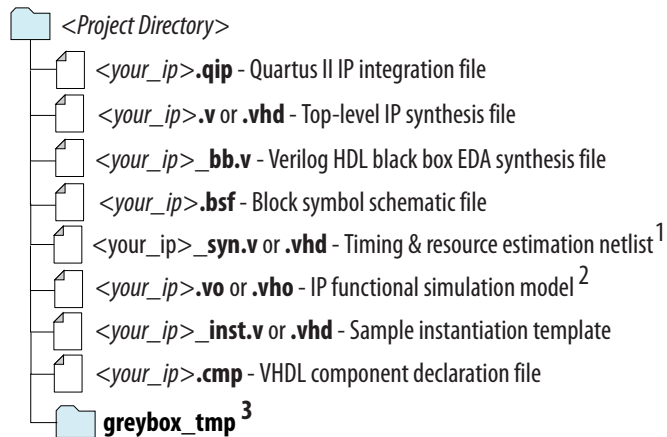 <Project Directory>
<your_ip>.qip - Quartus II IP integration file
<your_ip>.v or .vhd - Top-level IP synthesis file
<your_ip>_bb.v - Verilog HDL black box EDA synthesis file
<your_ip>.bsf - Block symbol schematic file
<your_ip>_syn.v or .vhd - Timing & resource estimation netlist 1
<your_ip>.vo or .vho - IP functional simulation model 2
<your_ip>_inst.v or .vhd - Sample instantiation template
<your_ip>.cmp - VHDL component declaration file
greybox_tmp 3